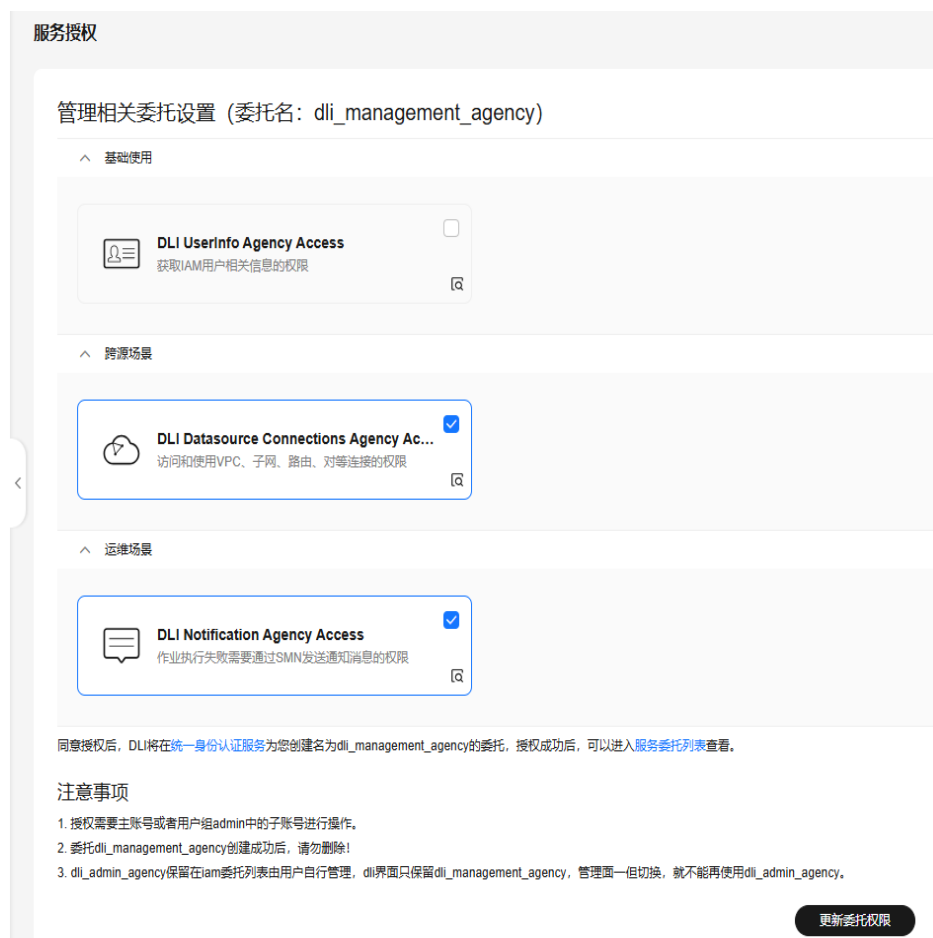 服务授权
管理相关委托设置（委托名：dli_management_agency）
基础使用
DLI UserInfo Agency Access
获取IAM用户相关信息的权限
跨源场景
DLI Datasource Connections Agency Ac...
访问和使用VPC、子网、路由、对等连接的权限
运维场景
DLI Notification Agency Access
作业执行失败需要通过SMN发送通知消息的权限
同意授权后，DLI将在统一身份认证服务为您创建名为dli_management_agency的委托，授权成功后，可以进入服务委托列表查看。
注意事项
1. 授权需要主账号或者用户组admin中的子账号进行操作。
2. 委托dli_management_agency创建成功后，请勿删除！
3. dli_admin_agency保留在iam委托列表由用户自行管理，dli界面只保留dli_management_agency，管理面一但切换，就不能再使用dli_admin_agency。
更新委托权限